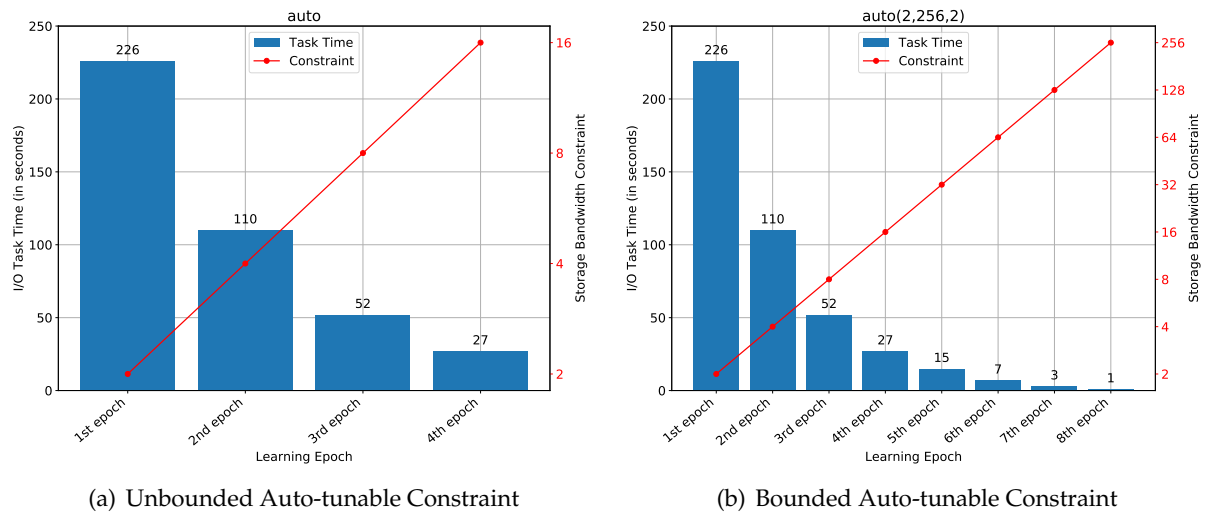 auto
250
200
150
100
50
0
I/O Task Time (in seconds)
226
110
52
27
Task Time
Constraint
16
8
4
2
Storage Bandwidth Constraint
1st epoch
2nd epoch
3rd epoch
4th epoch
Learning Epoch
(a) Unbounded Auto-tunable Constraint
auto(2,256,2)
250
200
150
100
50
0
I/O Task Time (in seconds)
226
110
52
27
15
7
3
1
Task Time
Constraint
256
128
64
32
16
8
4
2
Storage Bandwidth Constraint
1st epoch
2nd epoch
3rd epoch
4th epoch
5th epoch
6th epoch
7th epoch
8th epoch
Learning Epoch
(b) Bounded Auto-tunable Constraint